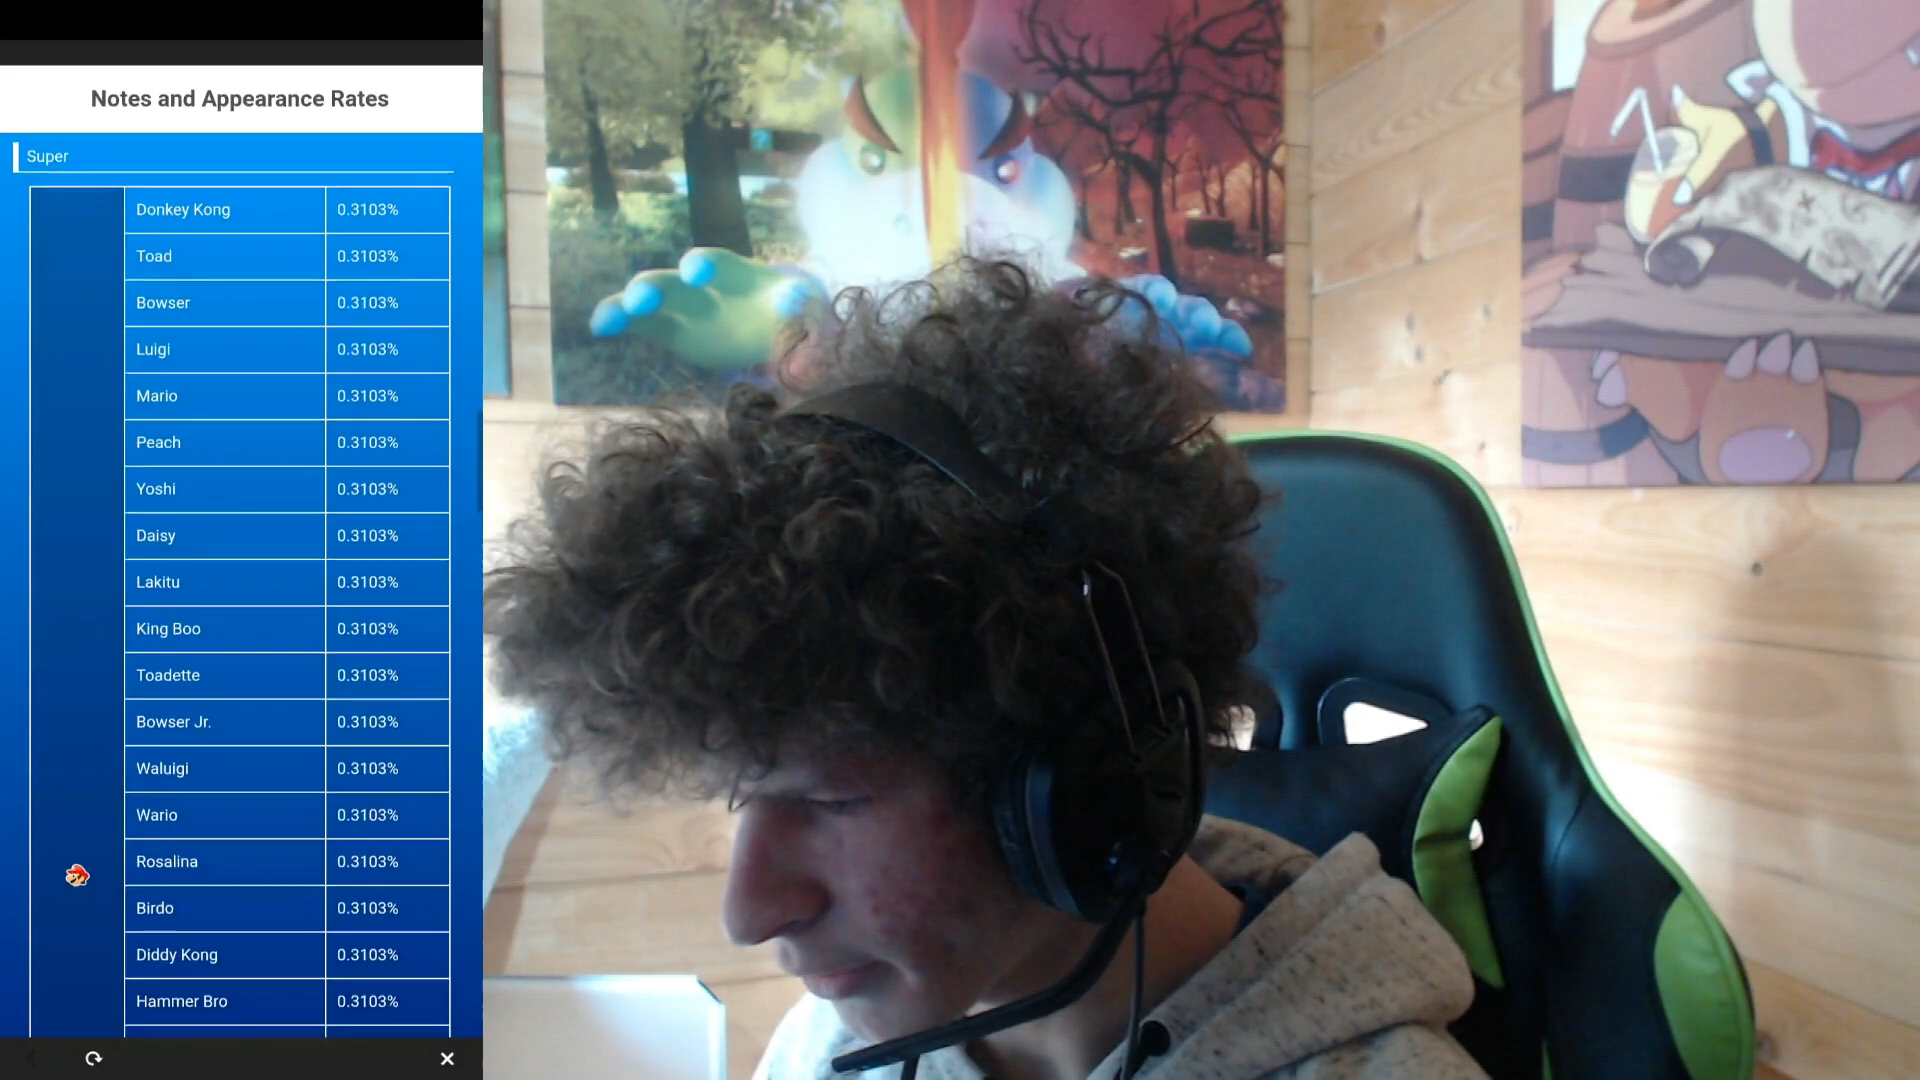 Notes and Appearance Rates
Super
Donkey Kong 0.3103%
Toad 0.3103%
Bowser 0.3103%
Luigi 0.3103%
Mario 0.3103%
Peach 0.3103%
Yoshi 0.3103%
Daisy 0.3103%
Lakitu 0.3103%
King Boo 0.3103%
Toadette 0.3103%
Bowser Jr. 0.3103%
Waluigi 0.3103%
Wario 0.3103%
Rosalina 0.3103%
Birdo 0.3103%
Diddy Kong 0.3103%
Hammer Bro 0.3103%